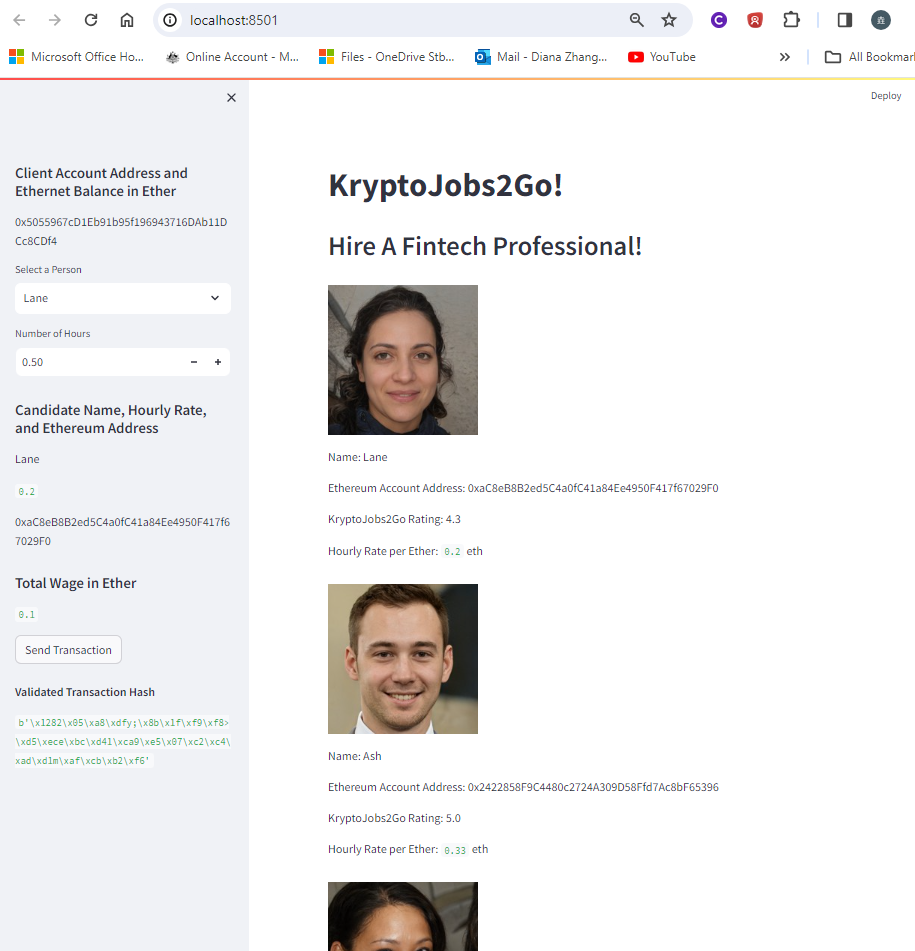 localhost:8501
Microsoft Office Ho...
Online Account - M...
Files - OneDrive Stb...
Mail - Diana Zhang...
YouTube
»
All Bookmar
Deploy
Client Account Address and
Ethernet Balance in Ether
0x5055967cD1Eb91b95f196943716DAb11D
Cc8CDf4
Select a Person
Lane
Number of Hours
0.50
Candidate Name, Hourly Rate,
and Ethereum Address
Lane
0.2
0xaC8eB8B2ed5C4a0fC41a84Ee4950F417f6
7029F0
Total Wage in Ether
0.1
Send Transaction
Validated Transaction Hash
b'\x1282\x05\xa8\xdfy;\x8b\x1f\xf9\xf8>
\xd5\xece\xbc\xd41\xca9\xe5\x07\xc2\xc4\
xad\xd1m\xaf\xcb\xb2\xf6'
KryptoJobs2Go!
Hire A Fintech Professional!
Name: Lane
Ethereum Account Address: 0xaC8eB8B2ed5C4a0fC41a84Ee4950F417f67029F0
KryptoJobs2Go Rating: 4.3
Hourly Rate per Ether: 0.2 eth
Name: Ash
Ethereum Account Address: 0x2422858F9C4480c2724A309D58Ffd7Ac8bF65396
KryptoJobs2Go Rating: 5.0
Hourly Rate per Ether: 0.33 eth